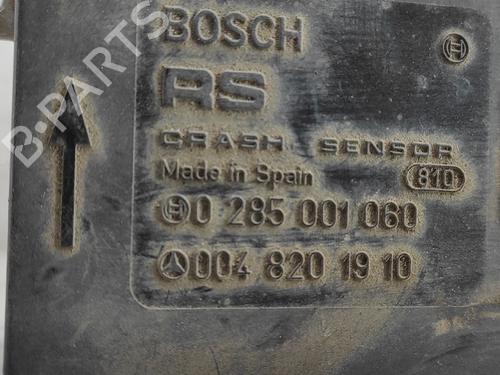 BOSCH
RS
CRASH SENSOR
Made in Spain 810
0 285 001 060
004 820 19 10
B-PARTS